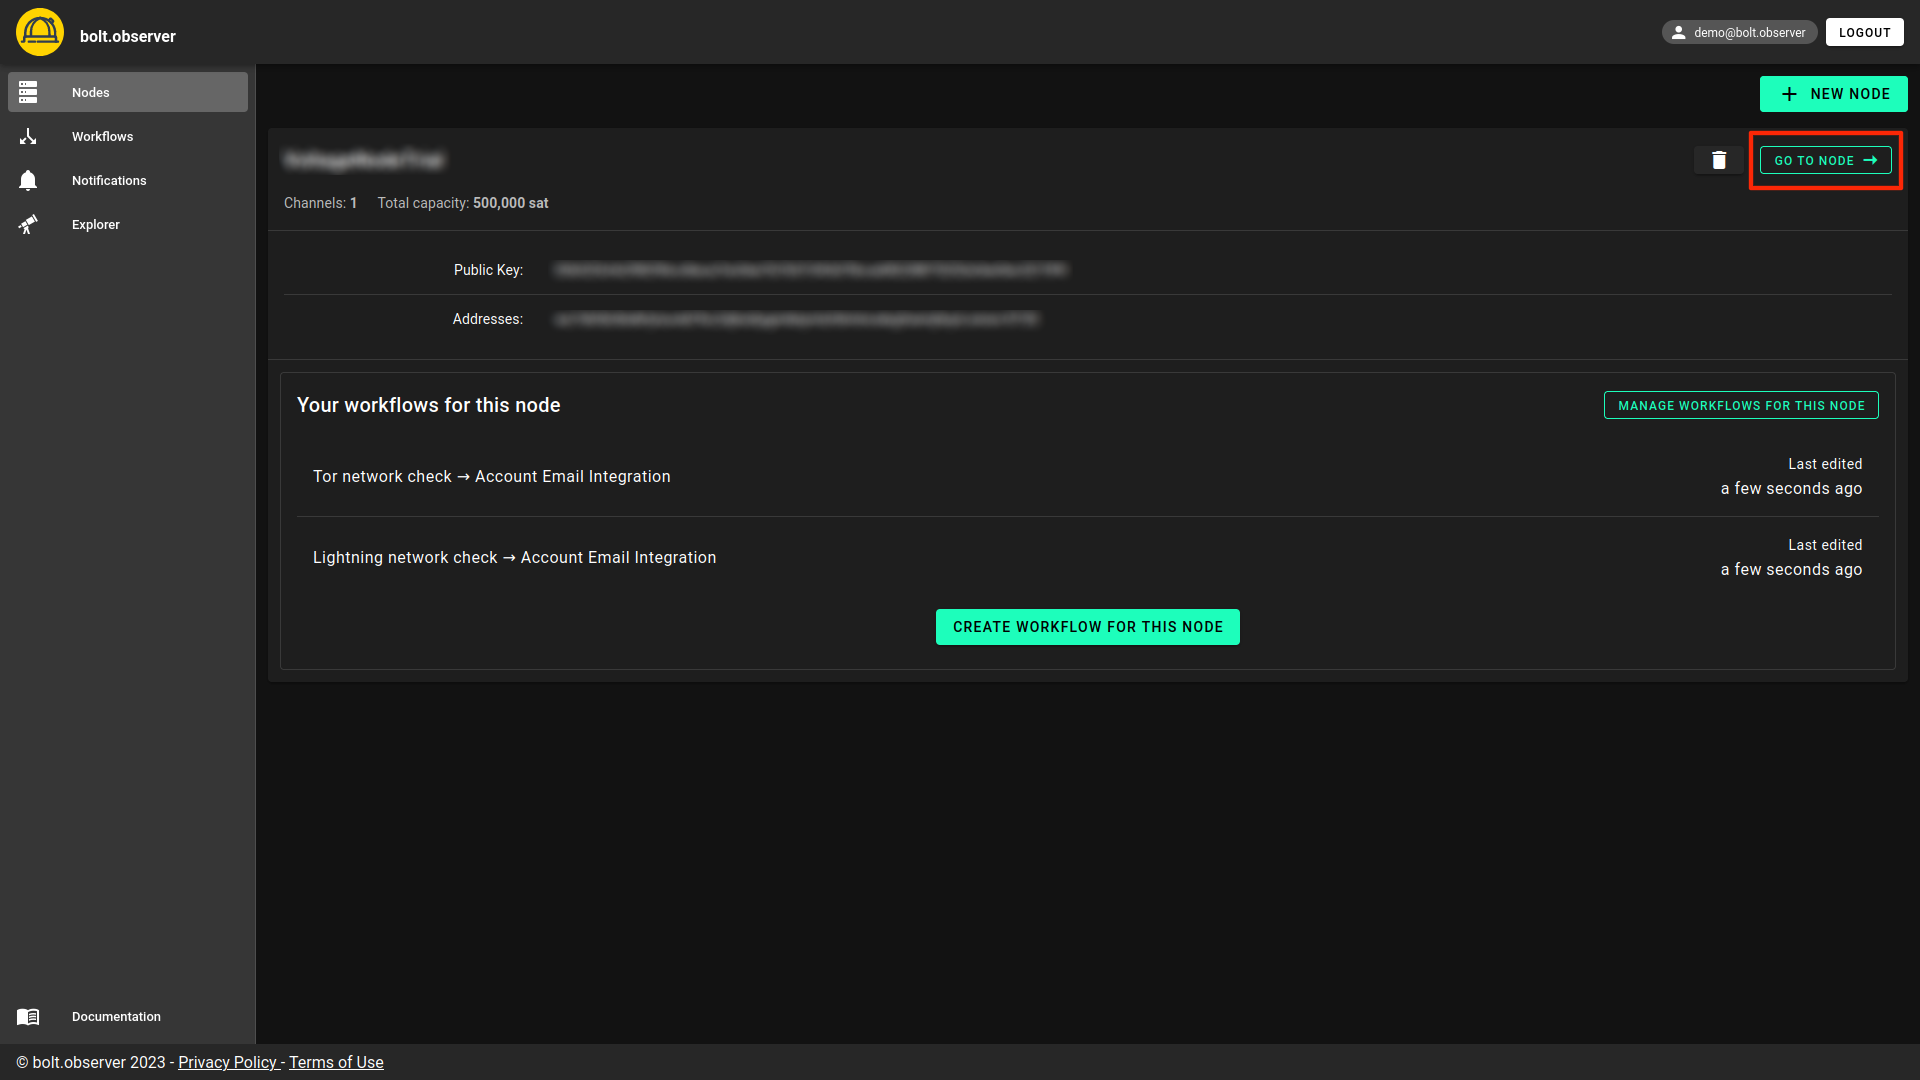 bolt.observer
demo@bolt.observer
LOGOUT
Nodes
Workflows
Notifications
Explorer
Documentation
NEW NODE
GO TO NODE →
Channels: 1 Total capacity: 500,000 sat
Public Key:
Addresses:
Your workflows for this node
MANAGE WORKFLOWS FOR THIS NODE
Tor network check → Account Email Integration
Last edited
a few seconds ago
Lightning network check → Account Email Integration
Last edited
a few seconds ago
CREATE WORKFLOW FOR THIS NODE
© bolt.observer 2023 - Privacy Policy - Terms of Use